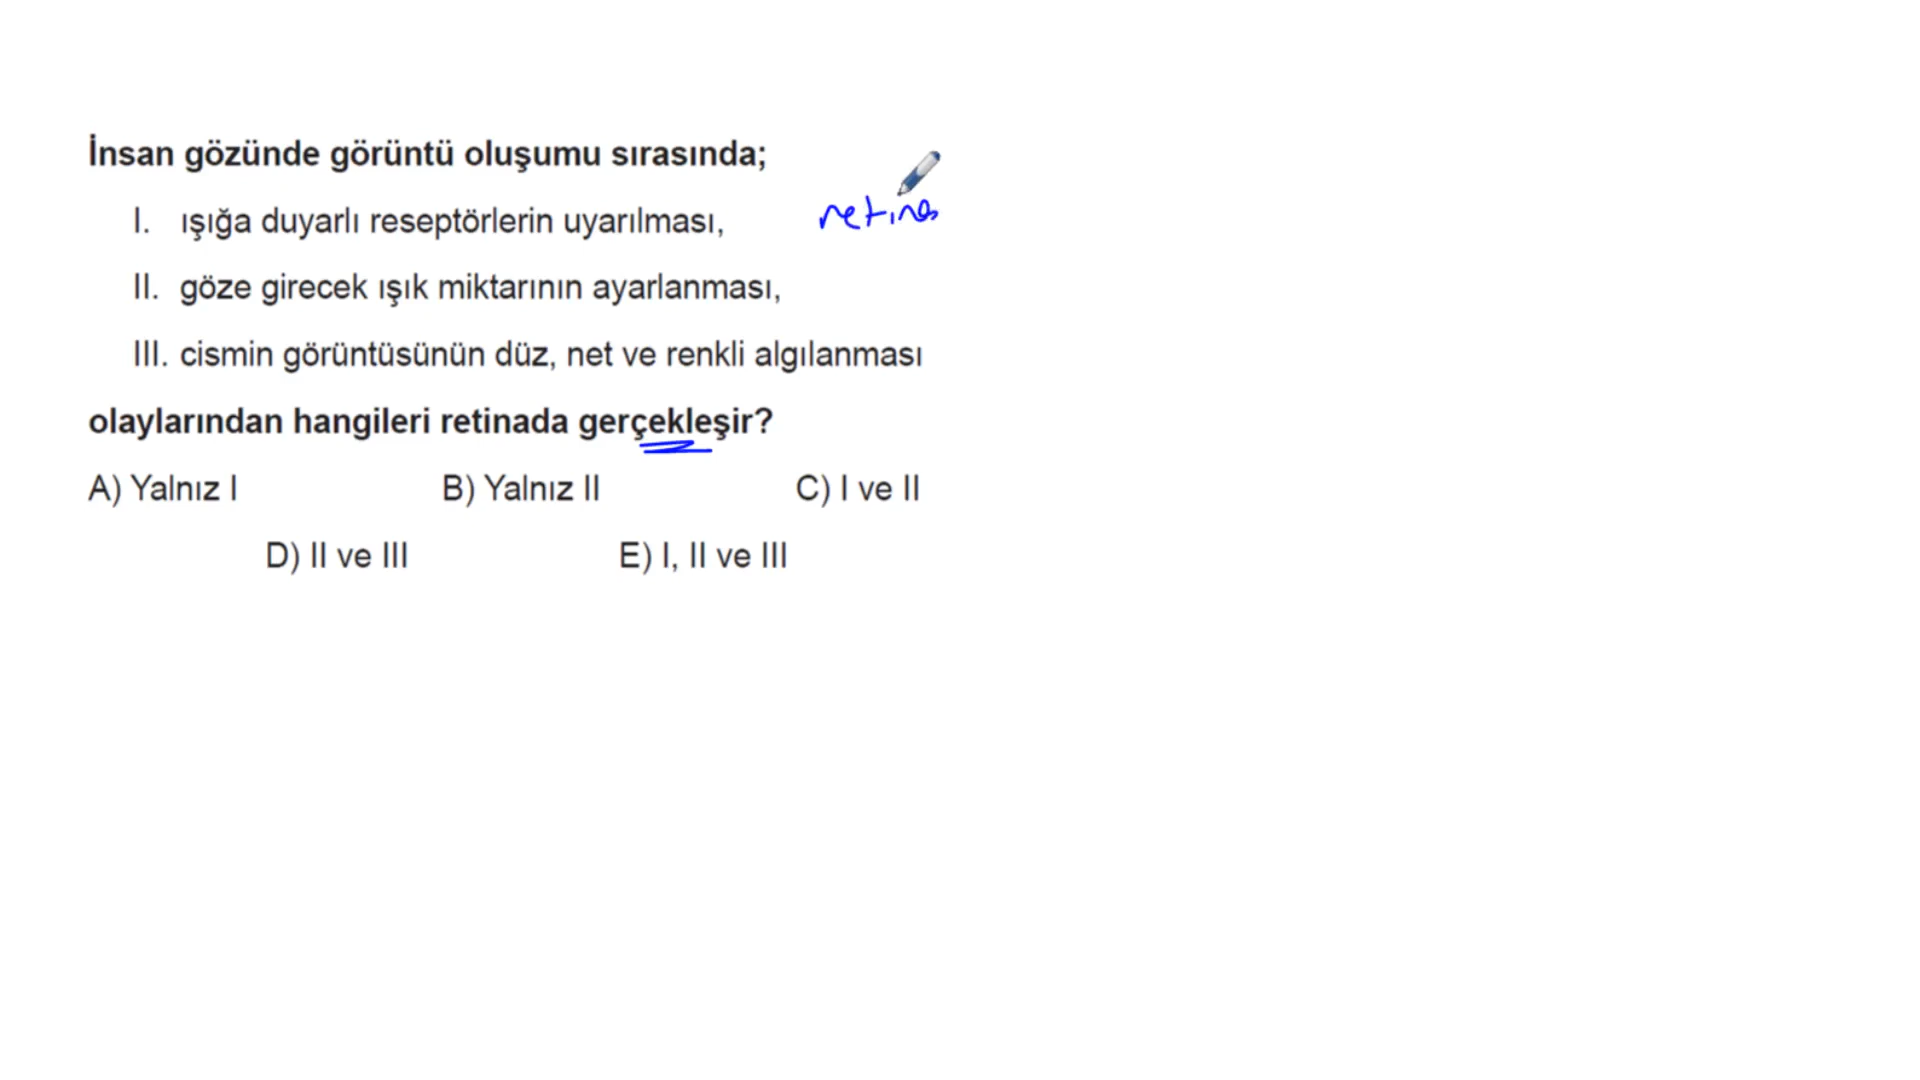 İnsan gözünde görüntü oluşumu sırasında;
I. ışığa duyarlı reseptörlerin uyarılması,
retina
II. göze girecek ışık miktarının ayarlanması,
III. cismin görüntüsünün düz, net ve renkli algılanması
olaylarından hangileri retinada gerçekleşir?
A) Yalnız I B) Yalnız II C) I ve II
D) II ve III E) I, II ve III